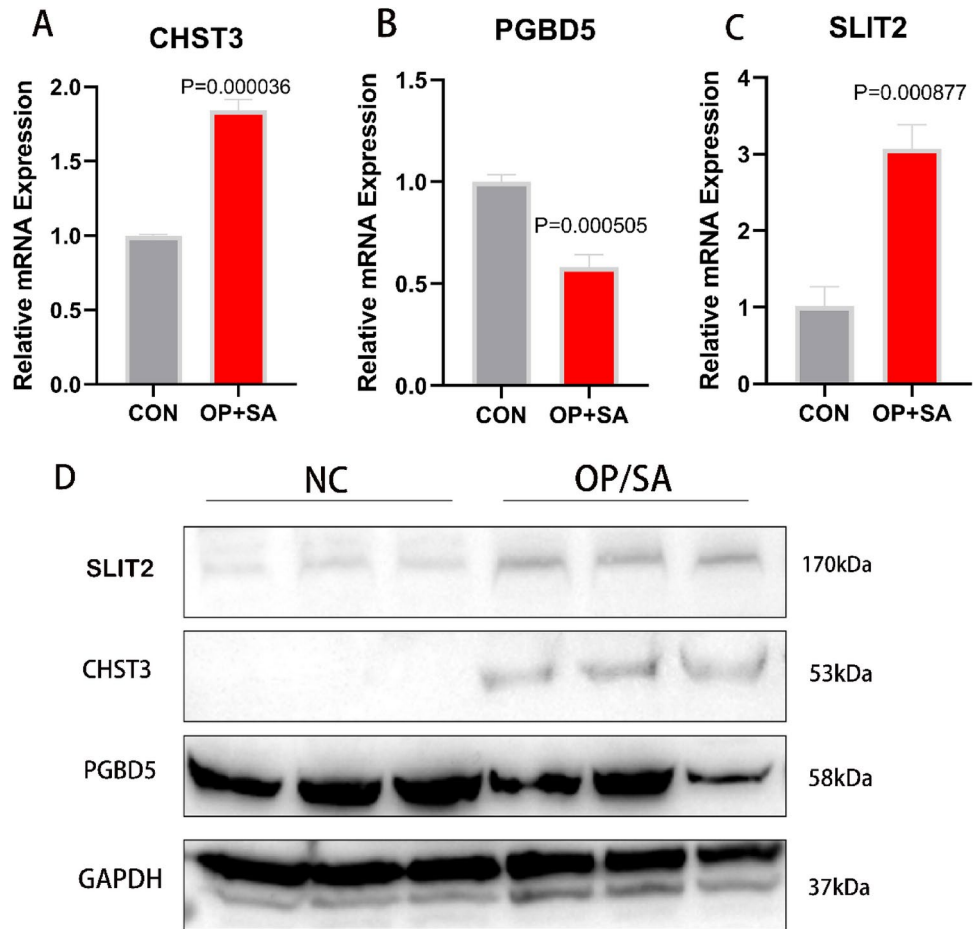 A
CHST3
Relative mRNA Expression
2.0
1.5
1.0
0.5
0.0
P=0.000036
CON OP+SA
B
PGBD5
Relative mRNA Expression
1.5
1.0
0.5
0.0
P=0.000505
CON OP+SA
C
SLIT2
Relative mRNA Expression
4
3
2
1
0
P=0.000877
CON OP+SA
D
NC OP/SA
SLIT2 170kDa
CHST3 53kDa
PGBD5 58kDa
GAPDH 37kDa